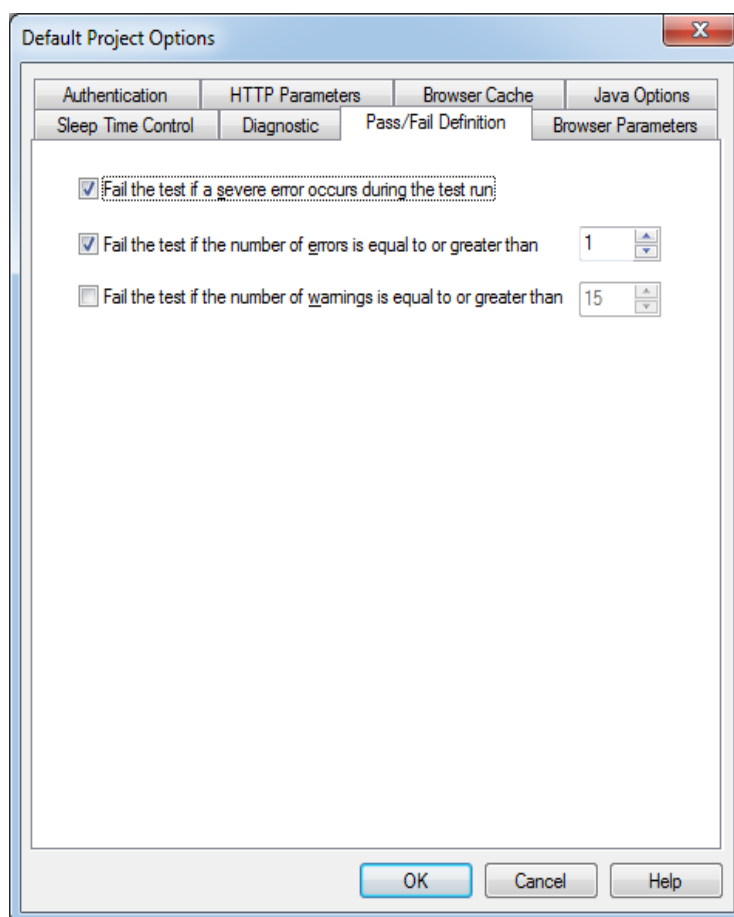 Default Project Options
Authentication HTTP Parameters Browser Cache Java Options
Sleep Time Control Diagnostic Pass/Fail Definition Browser Parameters
Fail the test if a severe error occurs during the test run
Fail the test if the number of errors is equal to or greater than 1
Fail the test if the number of warnings is equal to or greater than 15
OK Cancel Help